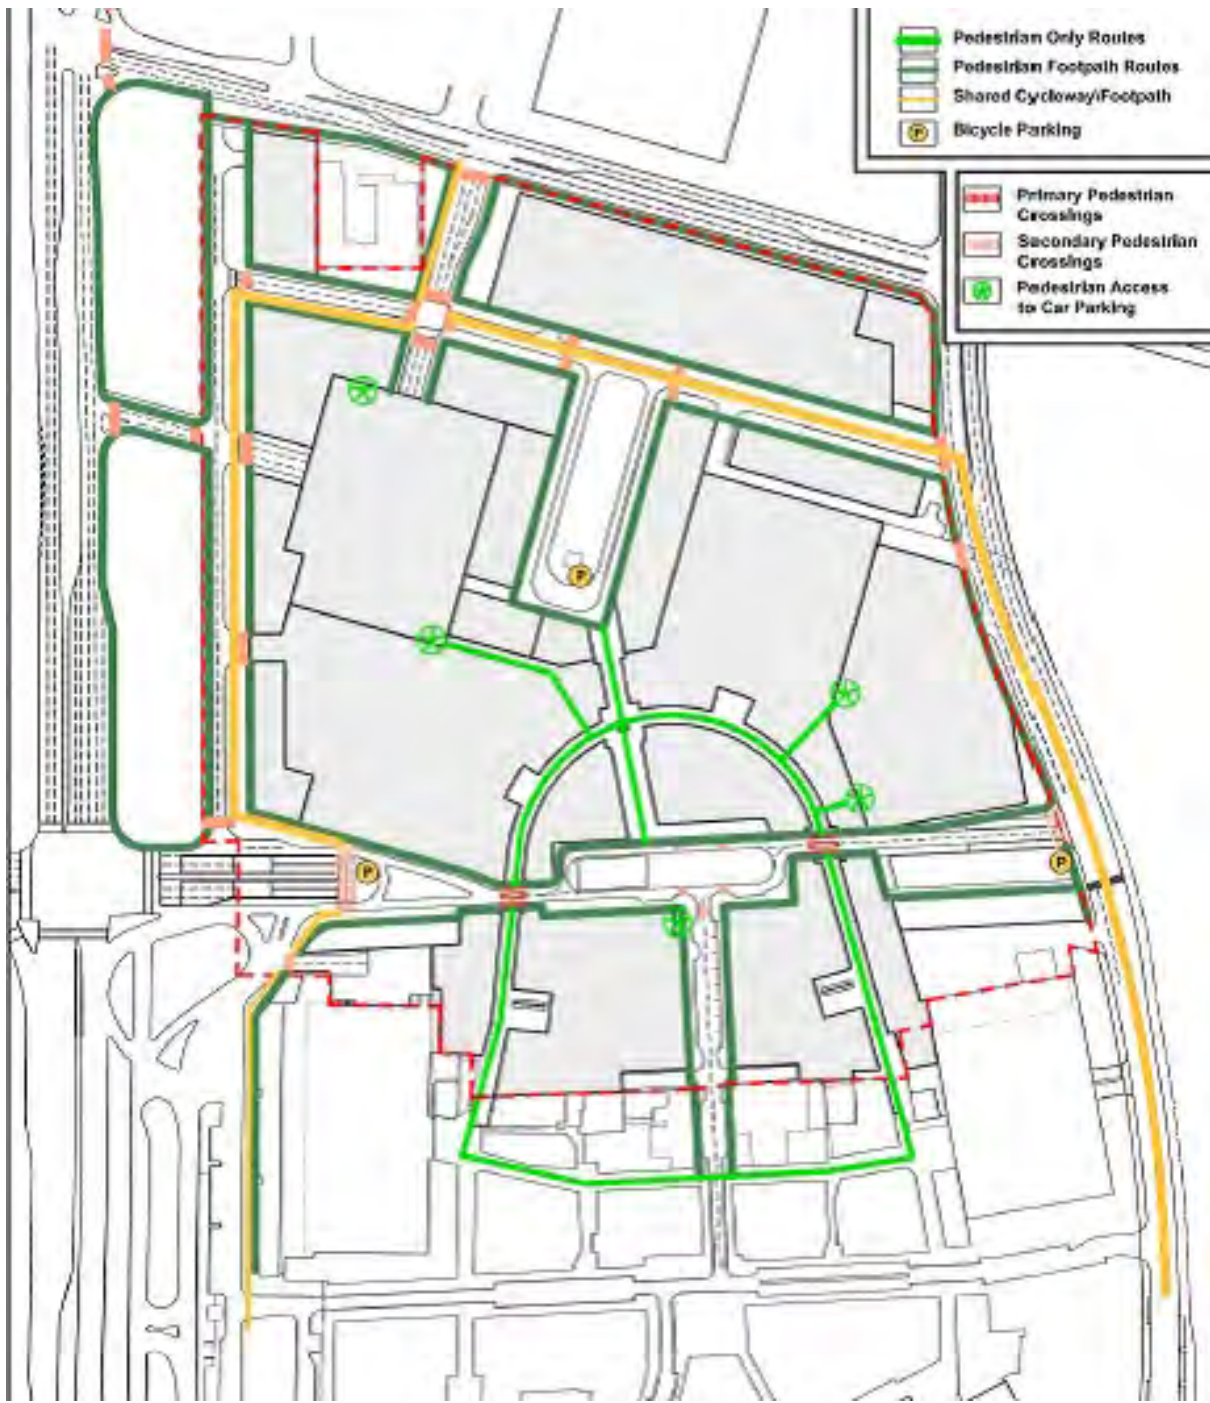 Pedestrian Only Routes
Pedestrian Footpath Routes
Shared Cycleway/Footpath
P Bicycle Parking
Primary Pedestrian
Crossings
Secondary Pedestrian
Crossings
Pedestrian Access
to Car Parking
P
P
P